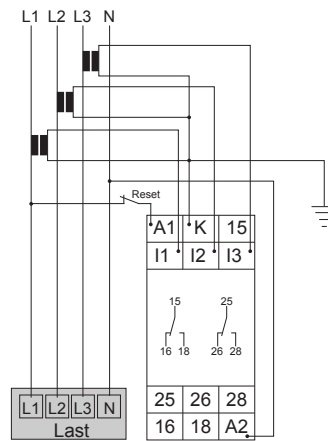 L1 L2 L3 N
Reset
A1 K 15
I1 I2 I3
15 25
16 18 26 28
25 26 28
16 18 A2
L1 L2 L3 N
Last